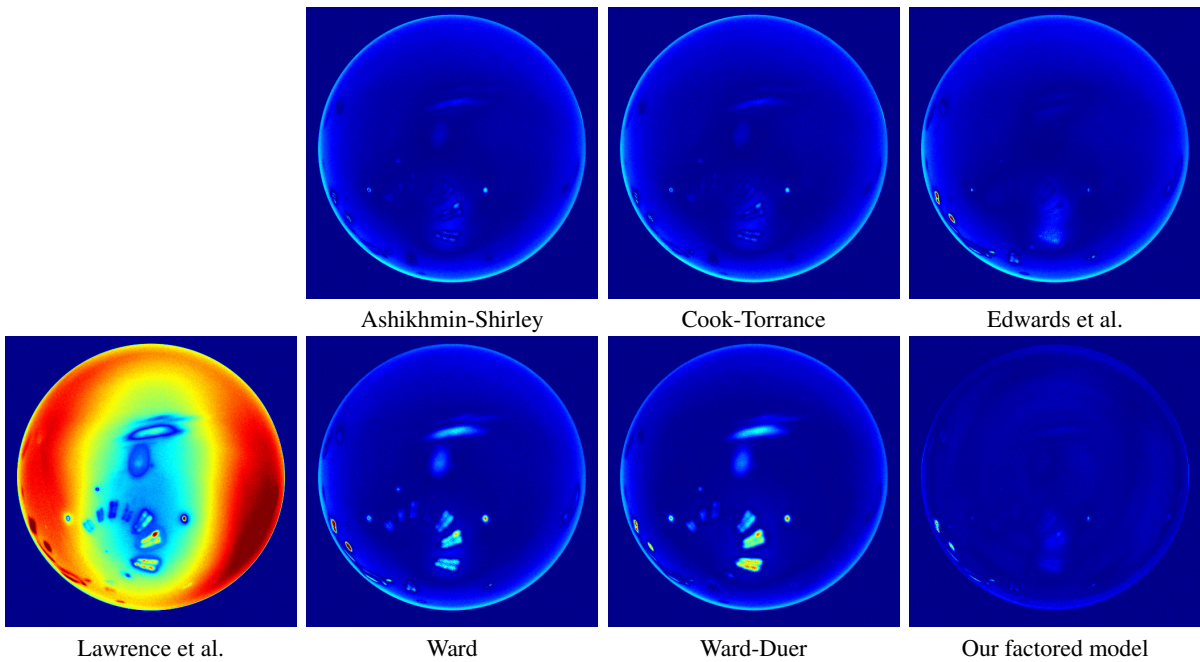 Ashikhmin-Shirley
Cook-Torrance
Edwards et al.
Lawrence et al.
Ward
Ward-Duer
Our factored model